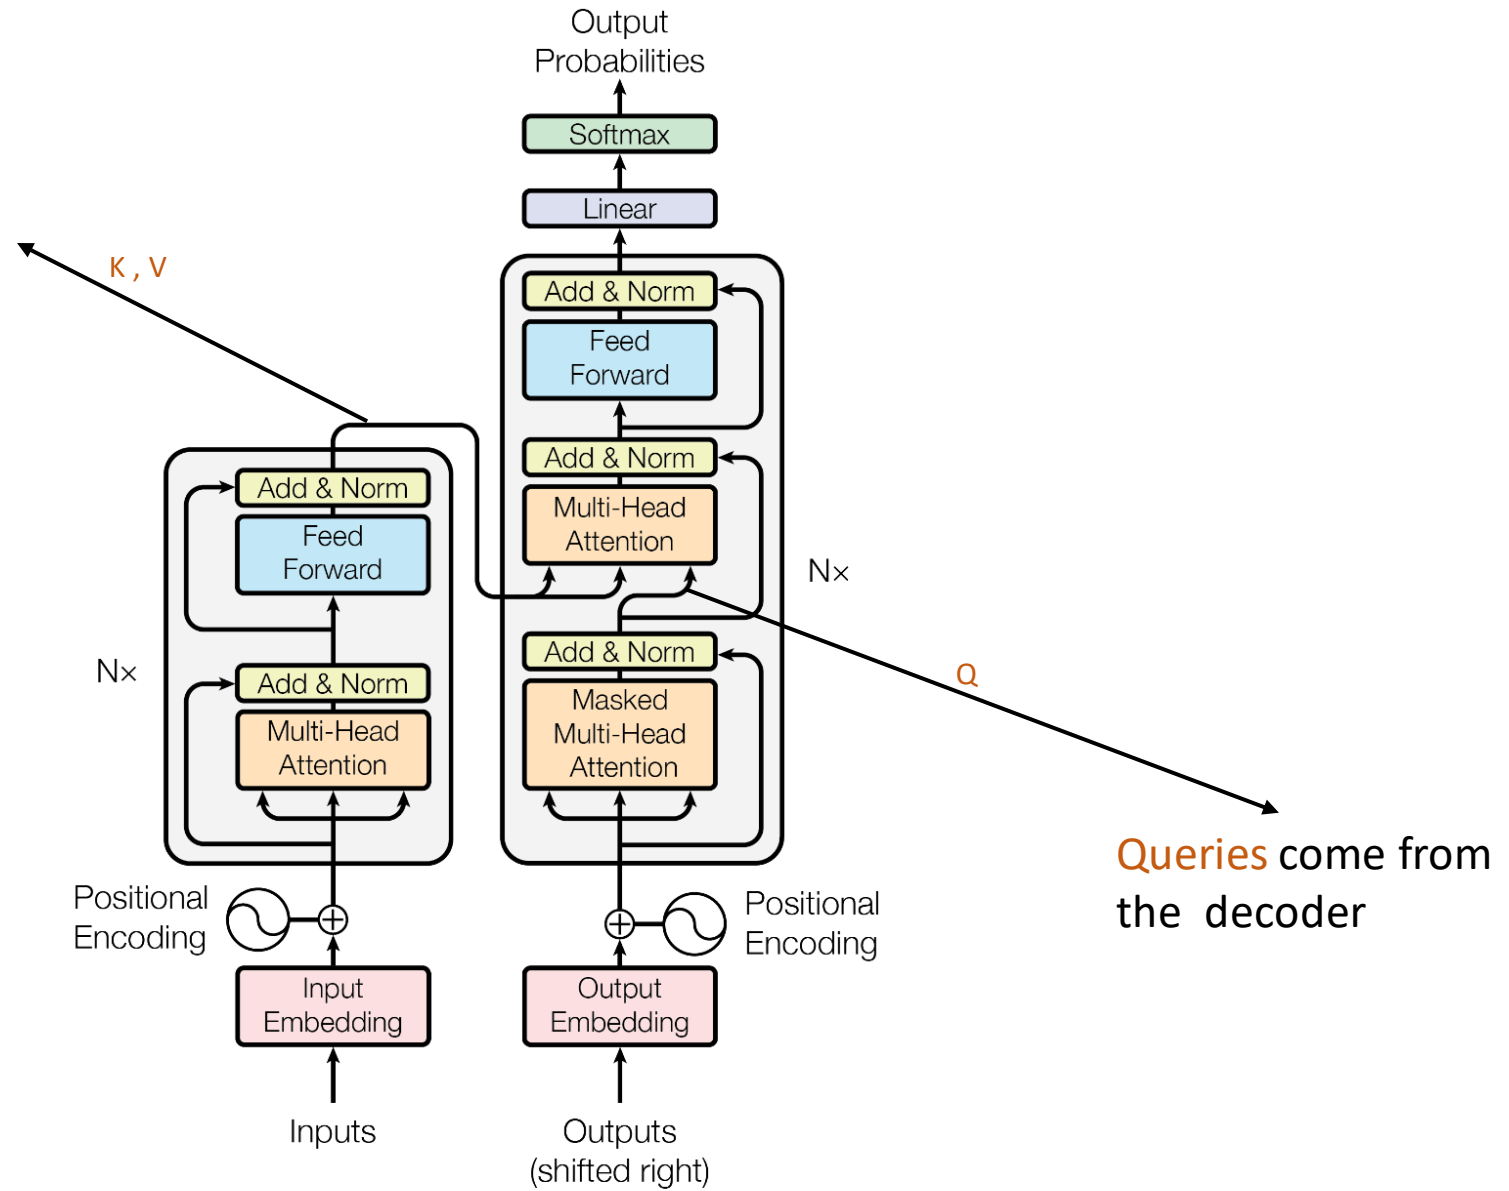 Output
Probabilities
Softmax
Linear
Add & Norm
Feed
Forward
Add & Norm
Multi-Head
Attention
N×
Add & Norm
Masked
Multi-Head
Attention
Positional
Encoding
Output
Embedding
Outputs
(shifted right)
K , V
Add & Norm
Feed
Forward
N×
Add & Norm
Multi-Head
Attention
Positional
Encoding
Input
Embedding
Inputs
Q
Queries come from
the decoder